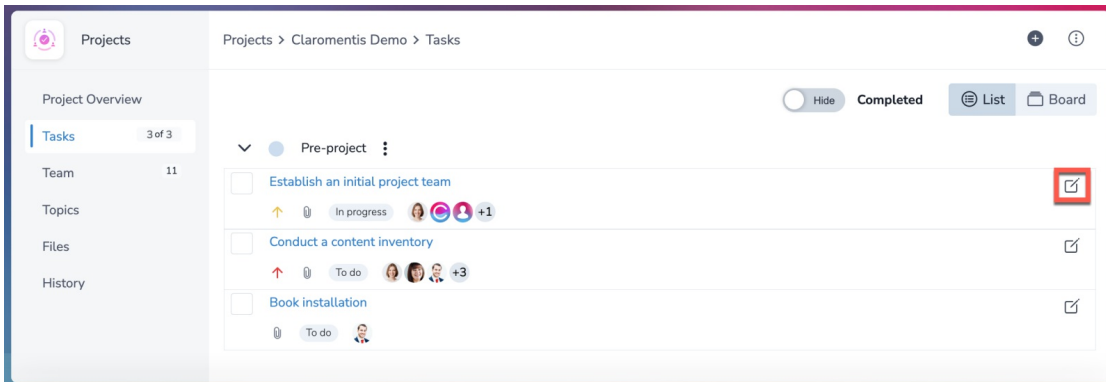 Projects
Projects > Claromentis Demo > Tasks
Project Overview
Hide Completed List Board
Tasks 3 of 3
Pre-project
Team 11
Establish an initial project team
Topics
In progress +1
Files
Conduct a content inventory
History
To do +3
Book installation
To do